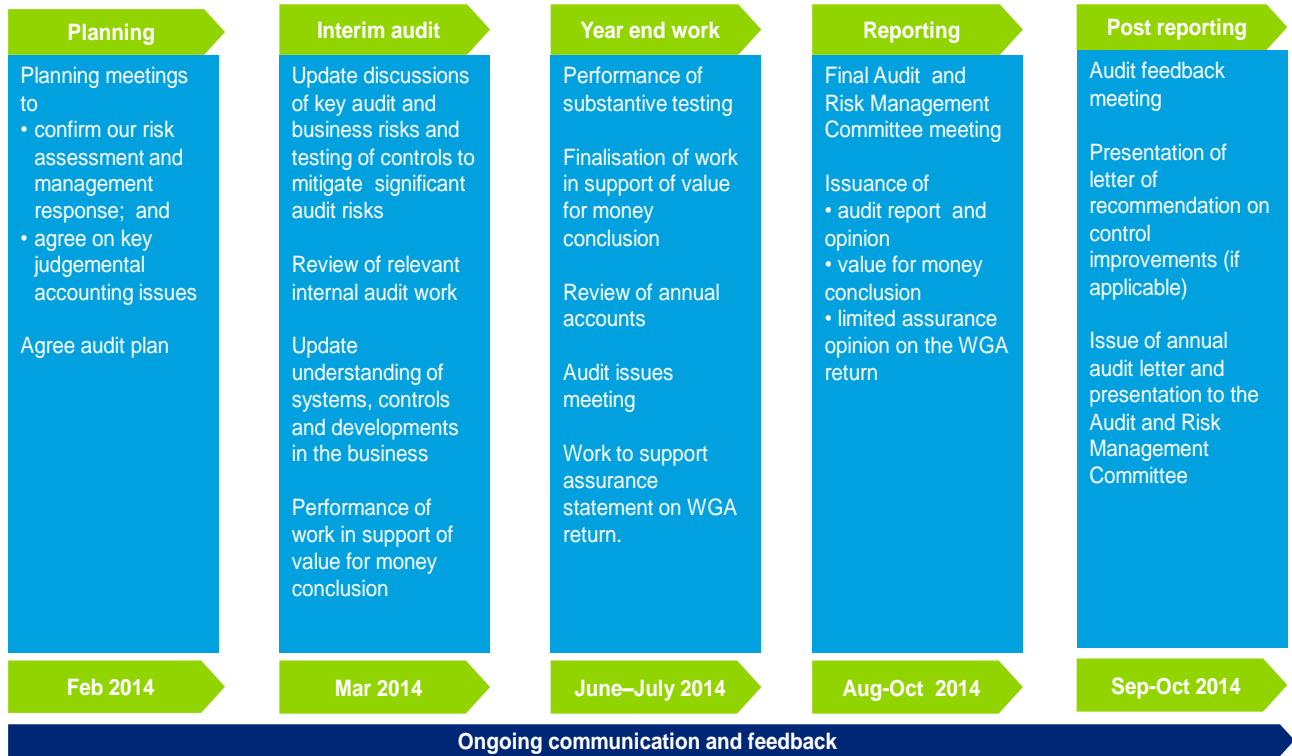 Planning
Planning meetings
to
• confirm our risk
assessment and
management
response; and
• agree on key
judgemental
accounting issues
Agree audit plan
Feb 2014
Interim audit
Update discussions
of key audit and
business risks and
testing of controls to
mitigate significant
audit risks
Review of relevant
internal audit work
Update
understanding of
systems, controls
and developments
in the business
Performance of
work in support of
value for money
conclusion
Mar 2014
Year end work
Performance of
substantive testing
Finalisation of work
in support of value
for money
conclusion
Review of annual
accounts
Audit issues
meeting
Work to support
assurance
statement on WGA
return.
June–July 2014
Reporting
Final Audit and
Risk Management
Committee meeting
Issuance of
• audit report and
opinion
• value for money
conclusion
• limited assurance
opinion on the WGA
return
Aug-Oct 2014
Post reporting
Audit feedback
meeting
Presentation of
letter of
recommendation on
control
improvements (if
applicable)
Issue of annual
audit letter and
presentation to the
Audit and Risk
Management
Committee
Sep-Oct 2014
Ongoing communication and feedback